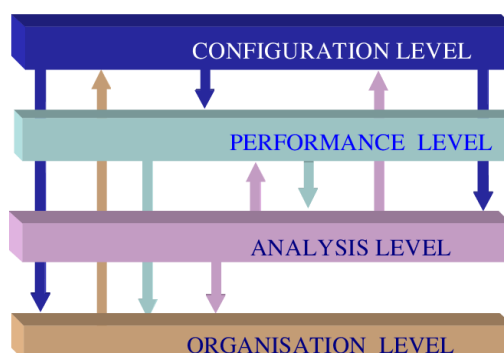 CONFIGURATION LEVEL
PERFORMANCE LEVEL
ANALYSIS LEVEL
ORGANISATION LEVEL